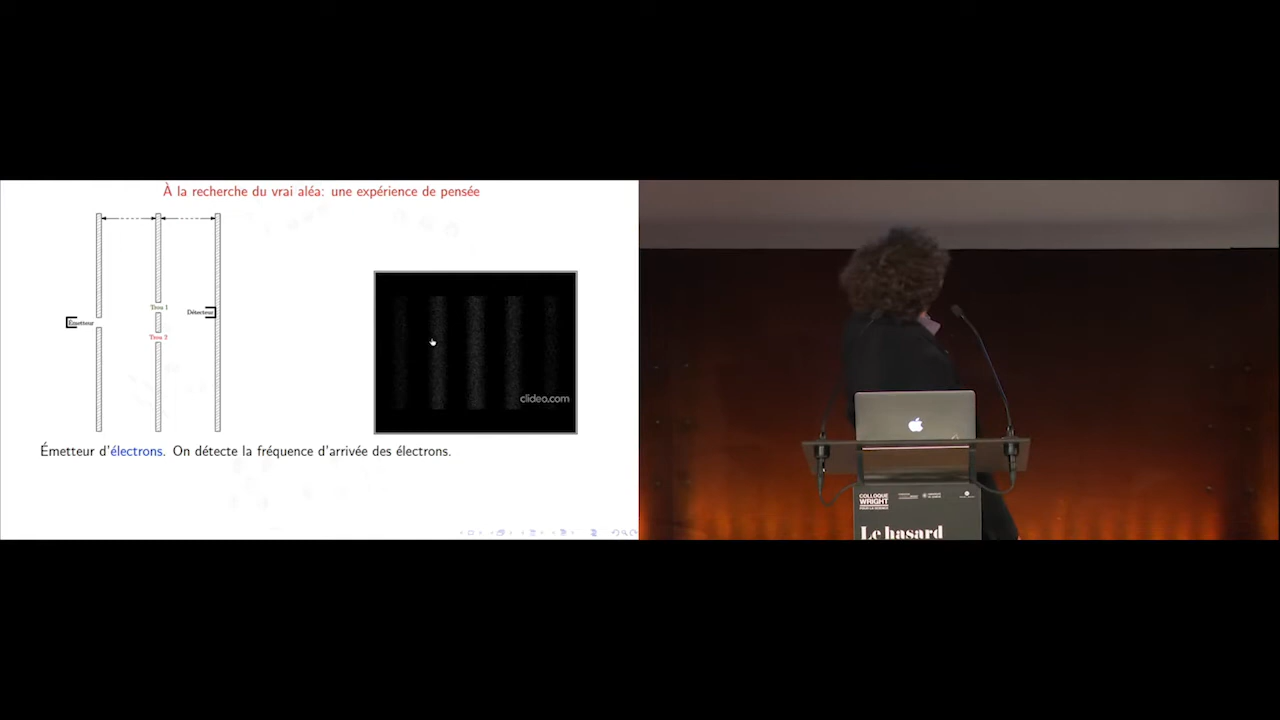 À la recherche du vrai aléa: une expérience de pensée
Trou 1
Détecteur
Émetteur
Trou 2
clideo.com
Émetteur d'électrons. On détecte la fréquence d'arrivée des électrons.
COLLOQUE
WRIGHT
Le hasard